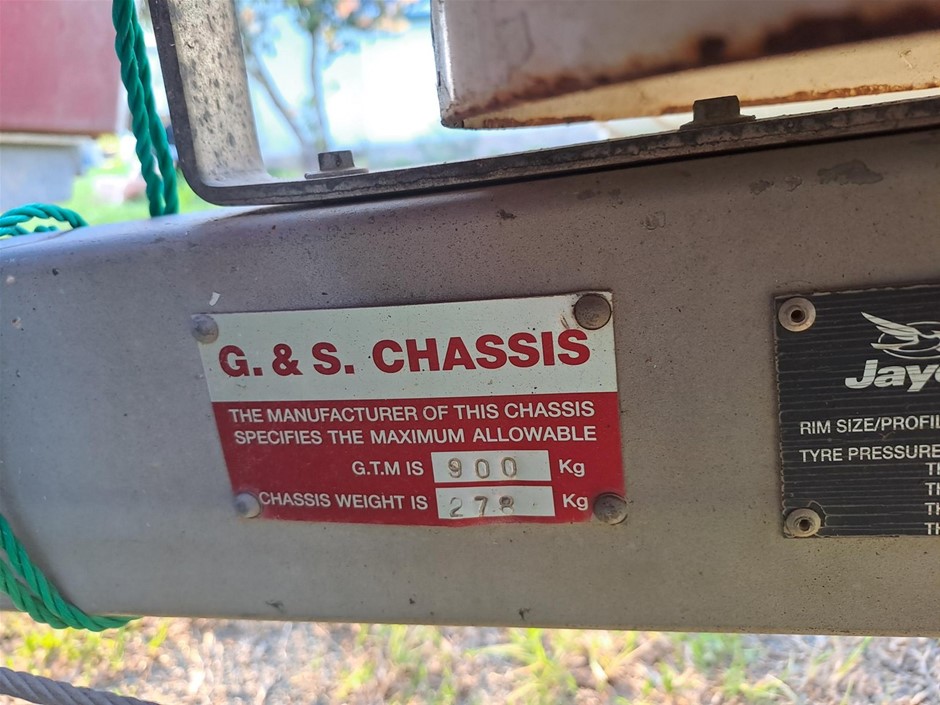 G. & S. CHASSIS
THE MANUFACTURER OF THIS CHASSIS
SPECIFIES THE MAXIMUM ALLOWABLE
G.T.M IS 900 Kg
CHASSIS WEIGHT IS 278 Kg
RIM SIZE/PROFIL
TYRE PRESSURE